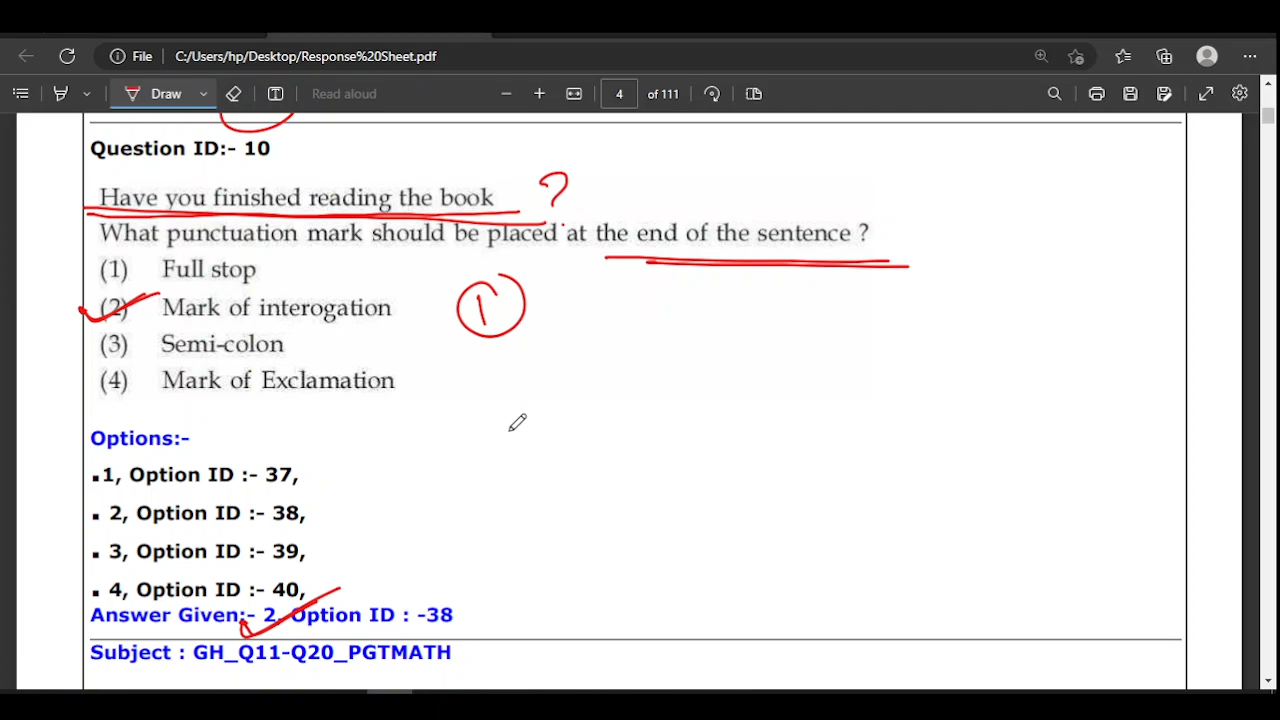 File C:/Users/hp/Desktop/Response%20Sheet.pdf
Draw Read aloud 4 of 111
Question ID:- 10
Have you finished reading the book ?
What punctuation mark should be placed at the end of the sentence ?
(1) Full stop
(2) Mark of interogation
1
(3) Semi-colon
(4) Mark of Exclamation
Options:-
1, Option ID :- 37,
2, Option ID :- 38,
3, Option ID :- 39,
4, Option ID :- 40,
Answer Given:- 2, Option ID : -38
Subject : GH_Q11-Q20_PGTMATH